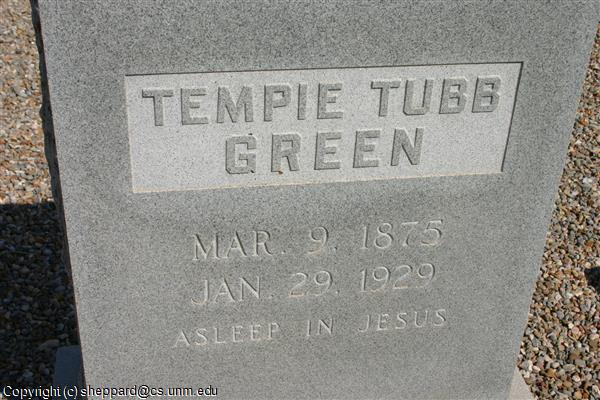 TEMPIE TUBB
GREEN
MAR. 9. 1875
JAN. 29. 1929
ASLEEP IN JESUS
Copyright (c) sheppard@cs.unm.edu